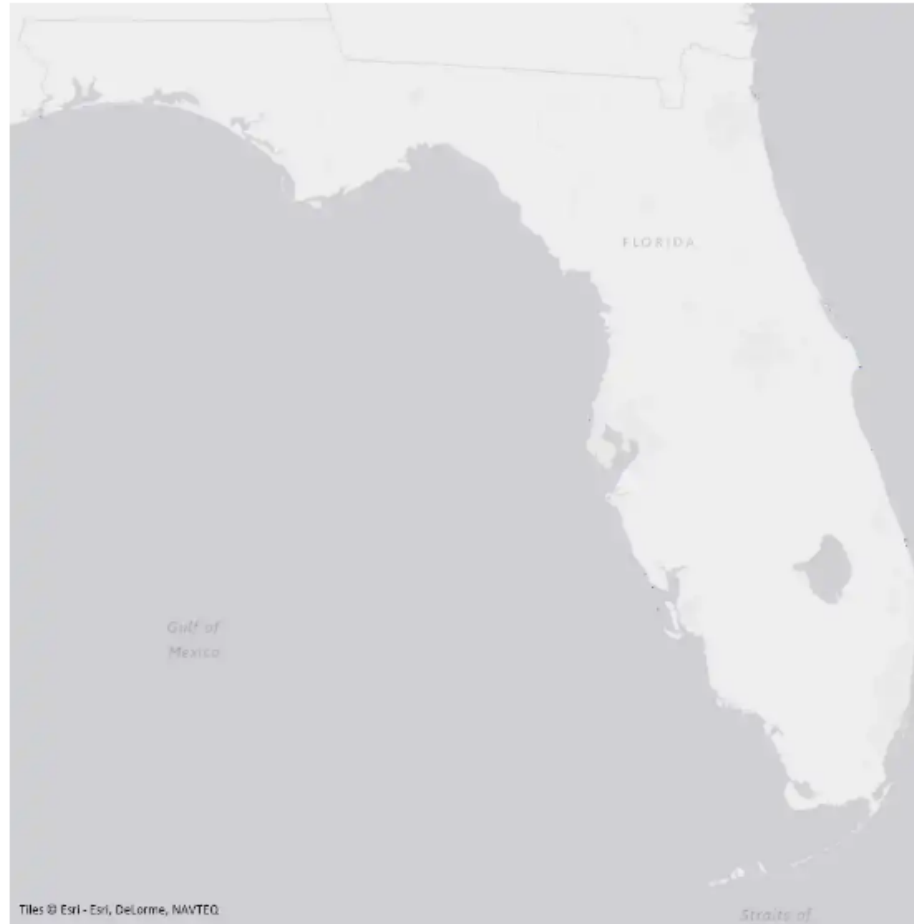 FLORIDA
Gulf of
Mexico
Tiles © Esri - Esri, DeLorme, NAVTEQ
Straits of